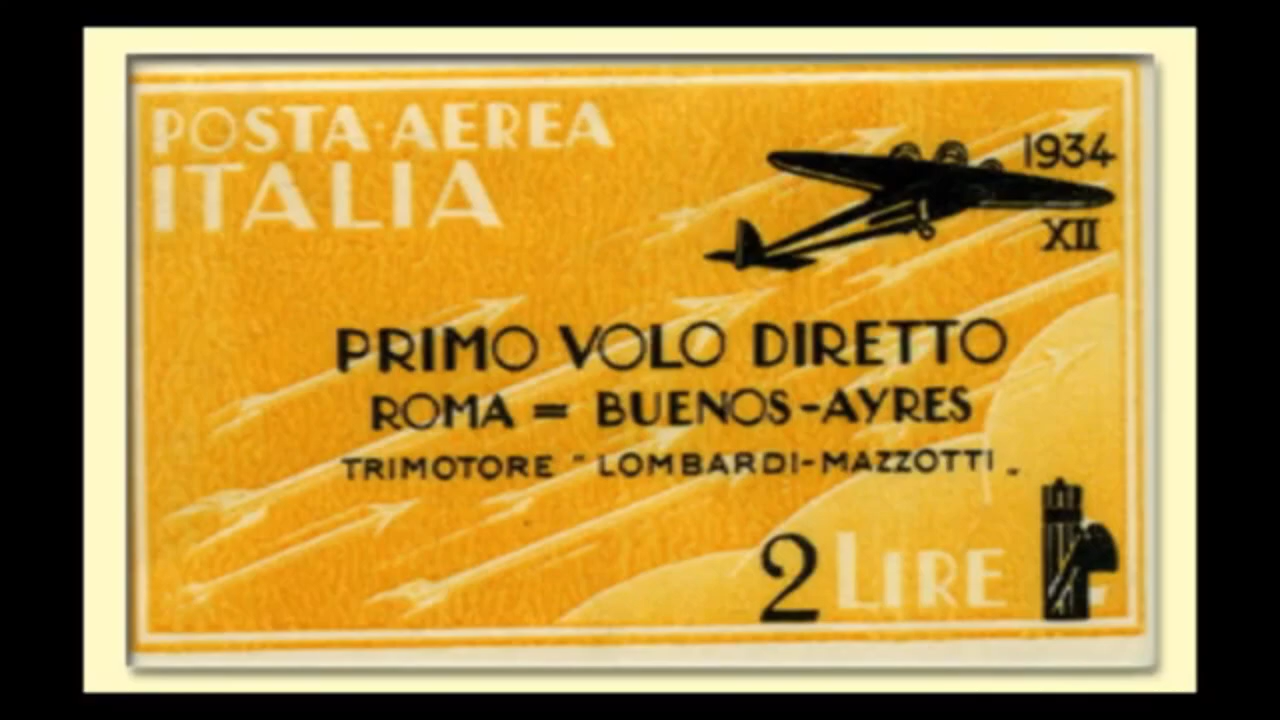 POSTA·AEREA
ITALIA
1934
XII
PRIMO VOLO DIRETTO
ROMA = BUENOS-AYRES
TRIMOTORE "LOMBARDI-MAZZOTTI„
2 LIRE